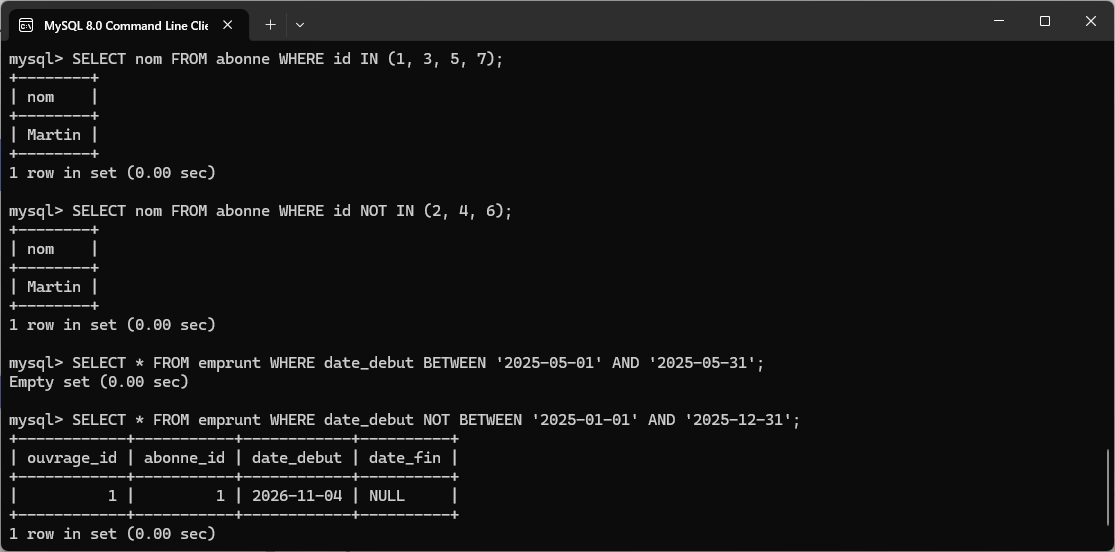 MySQL 8.0 Command Line Clie
mysql> SELECT nom FROM abonne WHERE id IN (1, 3, 5, 7);
+--------+
| nom    |
+--------+
| Martin |
+--------+
1 row in set (0.00 sec)

mysql> SELECT nom FROM abonne WHERE id NOT IN (2, 4, 6);
+--------+
| nom    |
+--------+
| Martin |
+--------+
1 row in set (0.00 sec)

mysql> SELECT * FROM emprunt WHERE date_debut BETWEEN '2025-05-01' AND '2025-05-31';
Empty set (0.00 sec)

mysql> SELECT * FROM emprunt WHERE date_debut NOT BETWEEN '2025-01-01' AND '2025-12-31';
+------------+-----------+------------+----------+
| ouvrage_id | abonne_id | date_debut | date_fin |
+------------+-----------+------------+----------+
|          1 |         1 | 2026-11-04 | NULL     |
+------------+-----------+------------+----------+
1 row in set (0.00 sec)